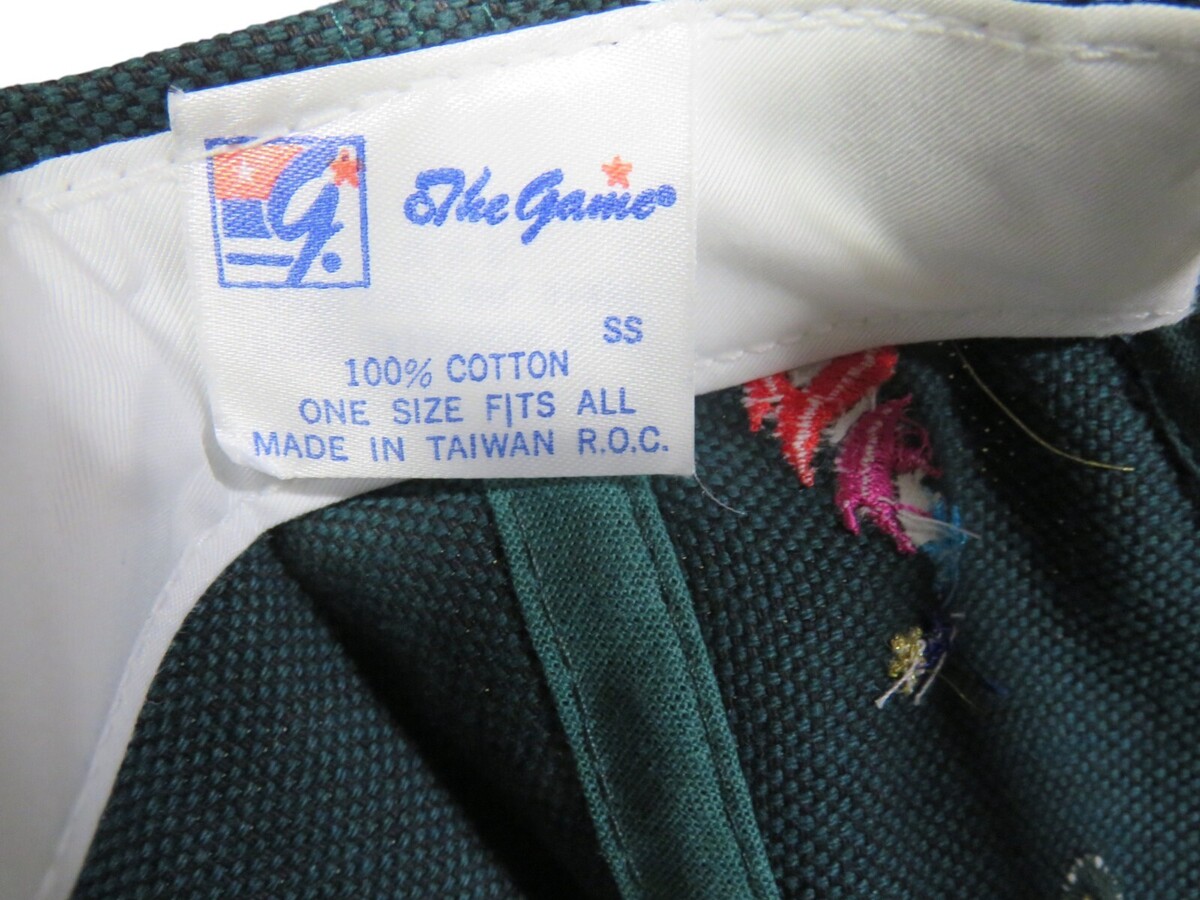 g.
The Game®
SS
100% COTTON
ONE SIZE FITS ALL
MADE IN TAIWAN R.O.C.